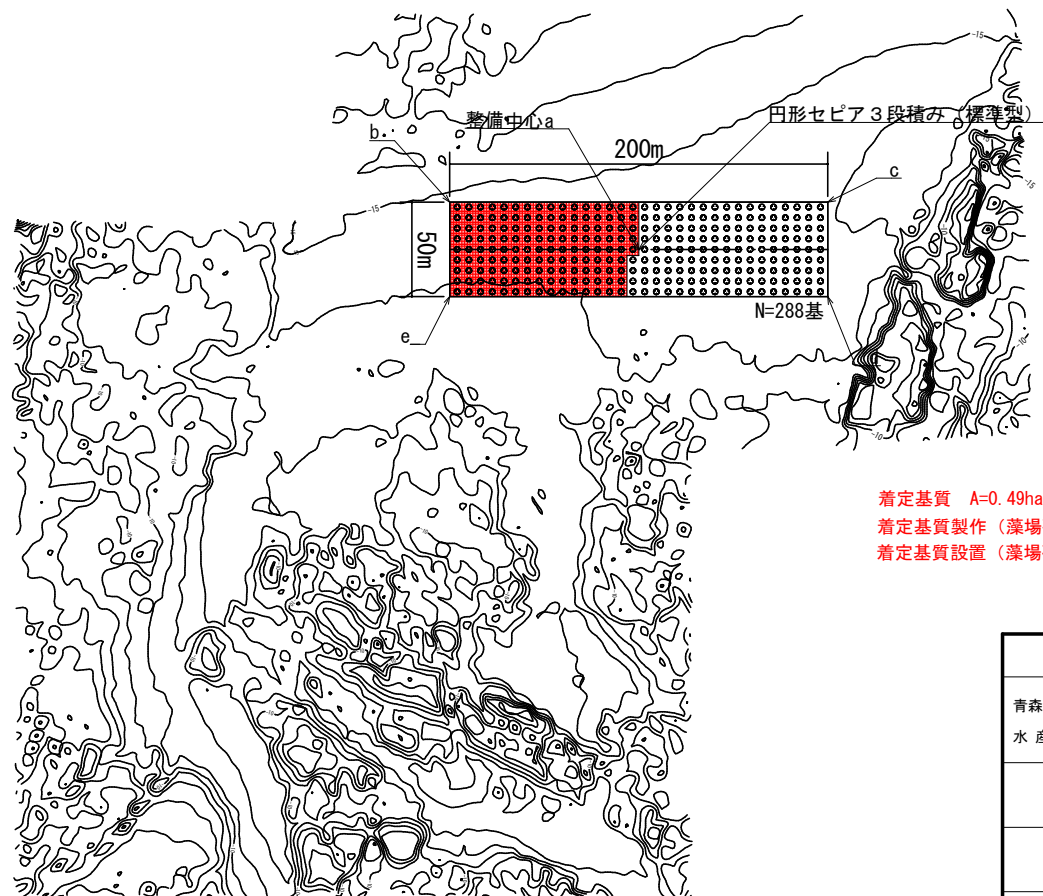 -15
整備中心a
円形セピア３段積み（標準型）
b.
200m
c
-15
50m
N=288基
e
-10
-10
着定基質　A=0.49ha
着定基質製作（藻場
着定基質設置（藻場
青森
水 産